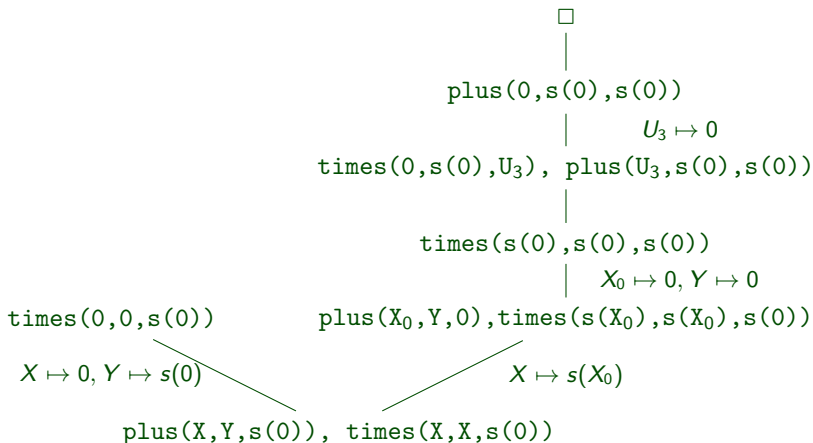 □
plus(0,s(0),s(0))
U₃ ↦ 0
times(0,s(0),U₃), plus(U₃,s(0),s(0))
times(s(0),s(0),s(0))
X₀ ↦ 0, Y ↦ 0
times(0,0,s(0))
plus(X₀,Y,0),times(s(X₀),s(X₀),s(0))
X ↦ 0, Y ↦ s(0)
X ↦ s(X₀)
plus(X,Y,s(0)), times(X,X,s(0))